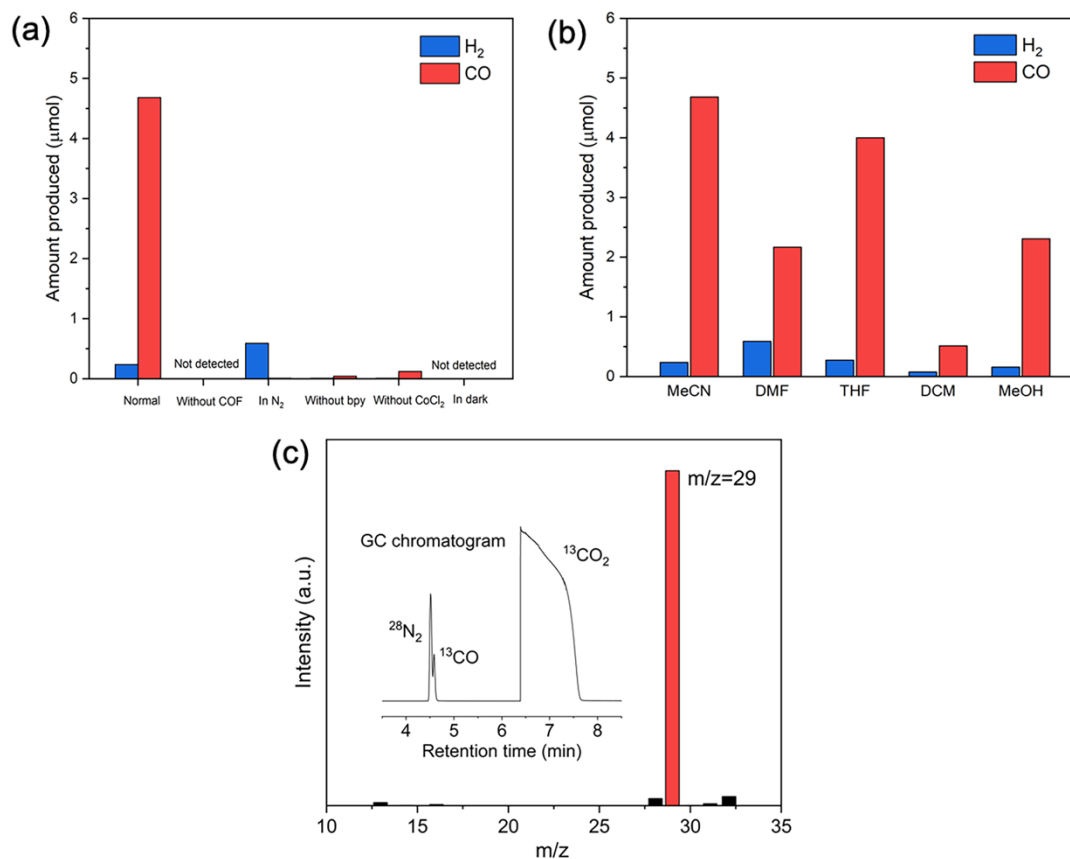 (a)
H₂
CO
Amount produced (μmol)
6
5
4
3
2
1
0
Not detected
Not detected
Normal Without COF In N₂ Without bpy Without CoCl₂ In dark
(b)
H₂
CO
Amount produced (μmol)
6
5
4
3
2
1
0
MeCN DMF THF DCM MeOH
(c)
m/z=29
GC chromatogram
¹³CO₂
²⁸N₂
¹³CO
4 5 6 7 8
Retention time (min)
Intensity (a.u.)
10 15 20 25 30 35
m/z